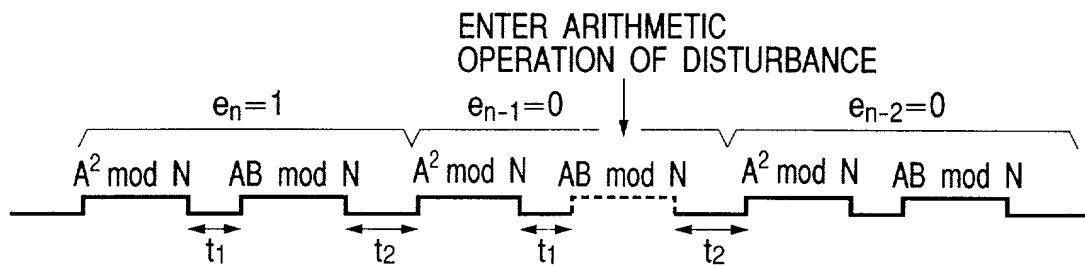 ENTER ARITHMETIC
OPERATION OF DISTURBANCE
eₙ=1 eₙ₋₁=0 eₙ₋₂=0
A² mod N AB mod N A² mod N AB mod N A² mod N AB mod N
t₁ t₂ t₁ t₂